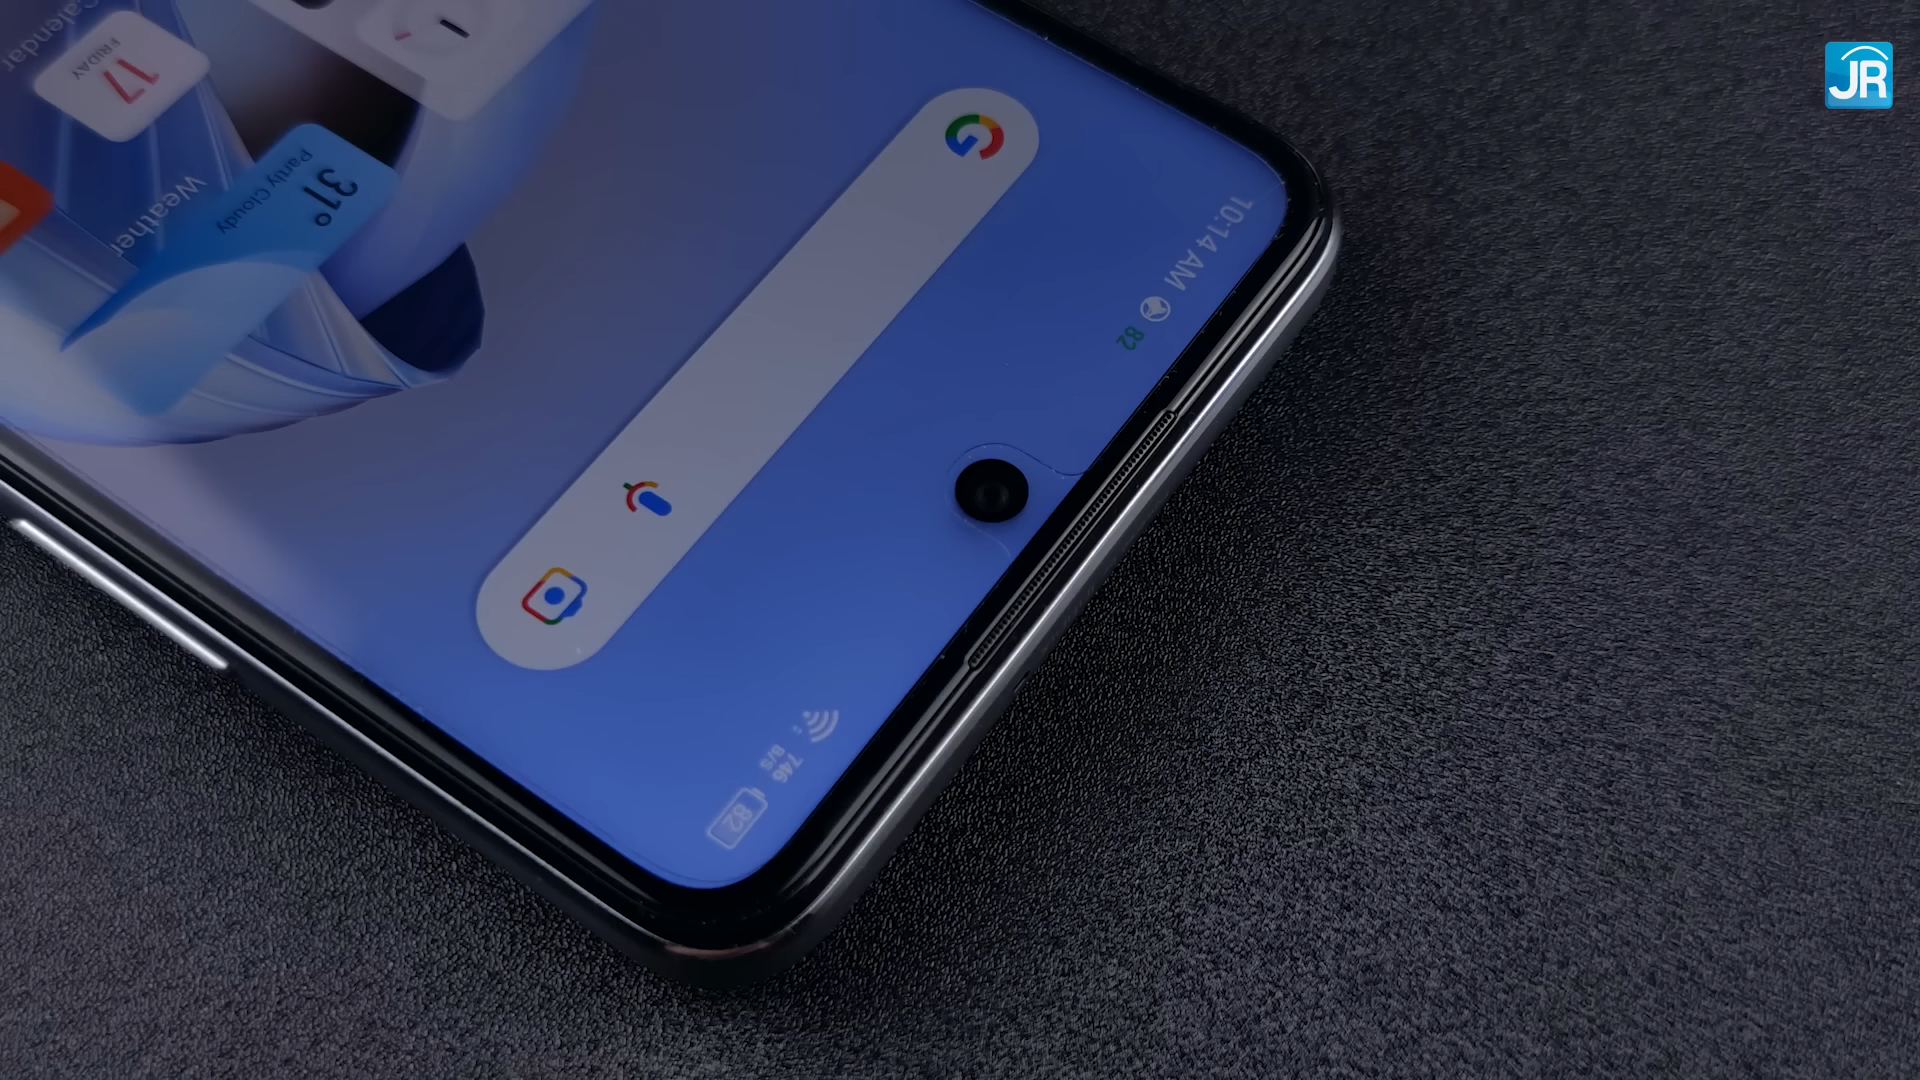 10:14 AM
82
746
B/s
82
Calendar
FRIDAY
17
31°
Partly Cloudy
Weather
JR